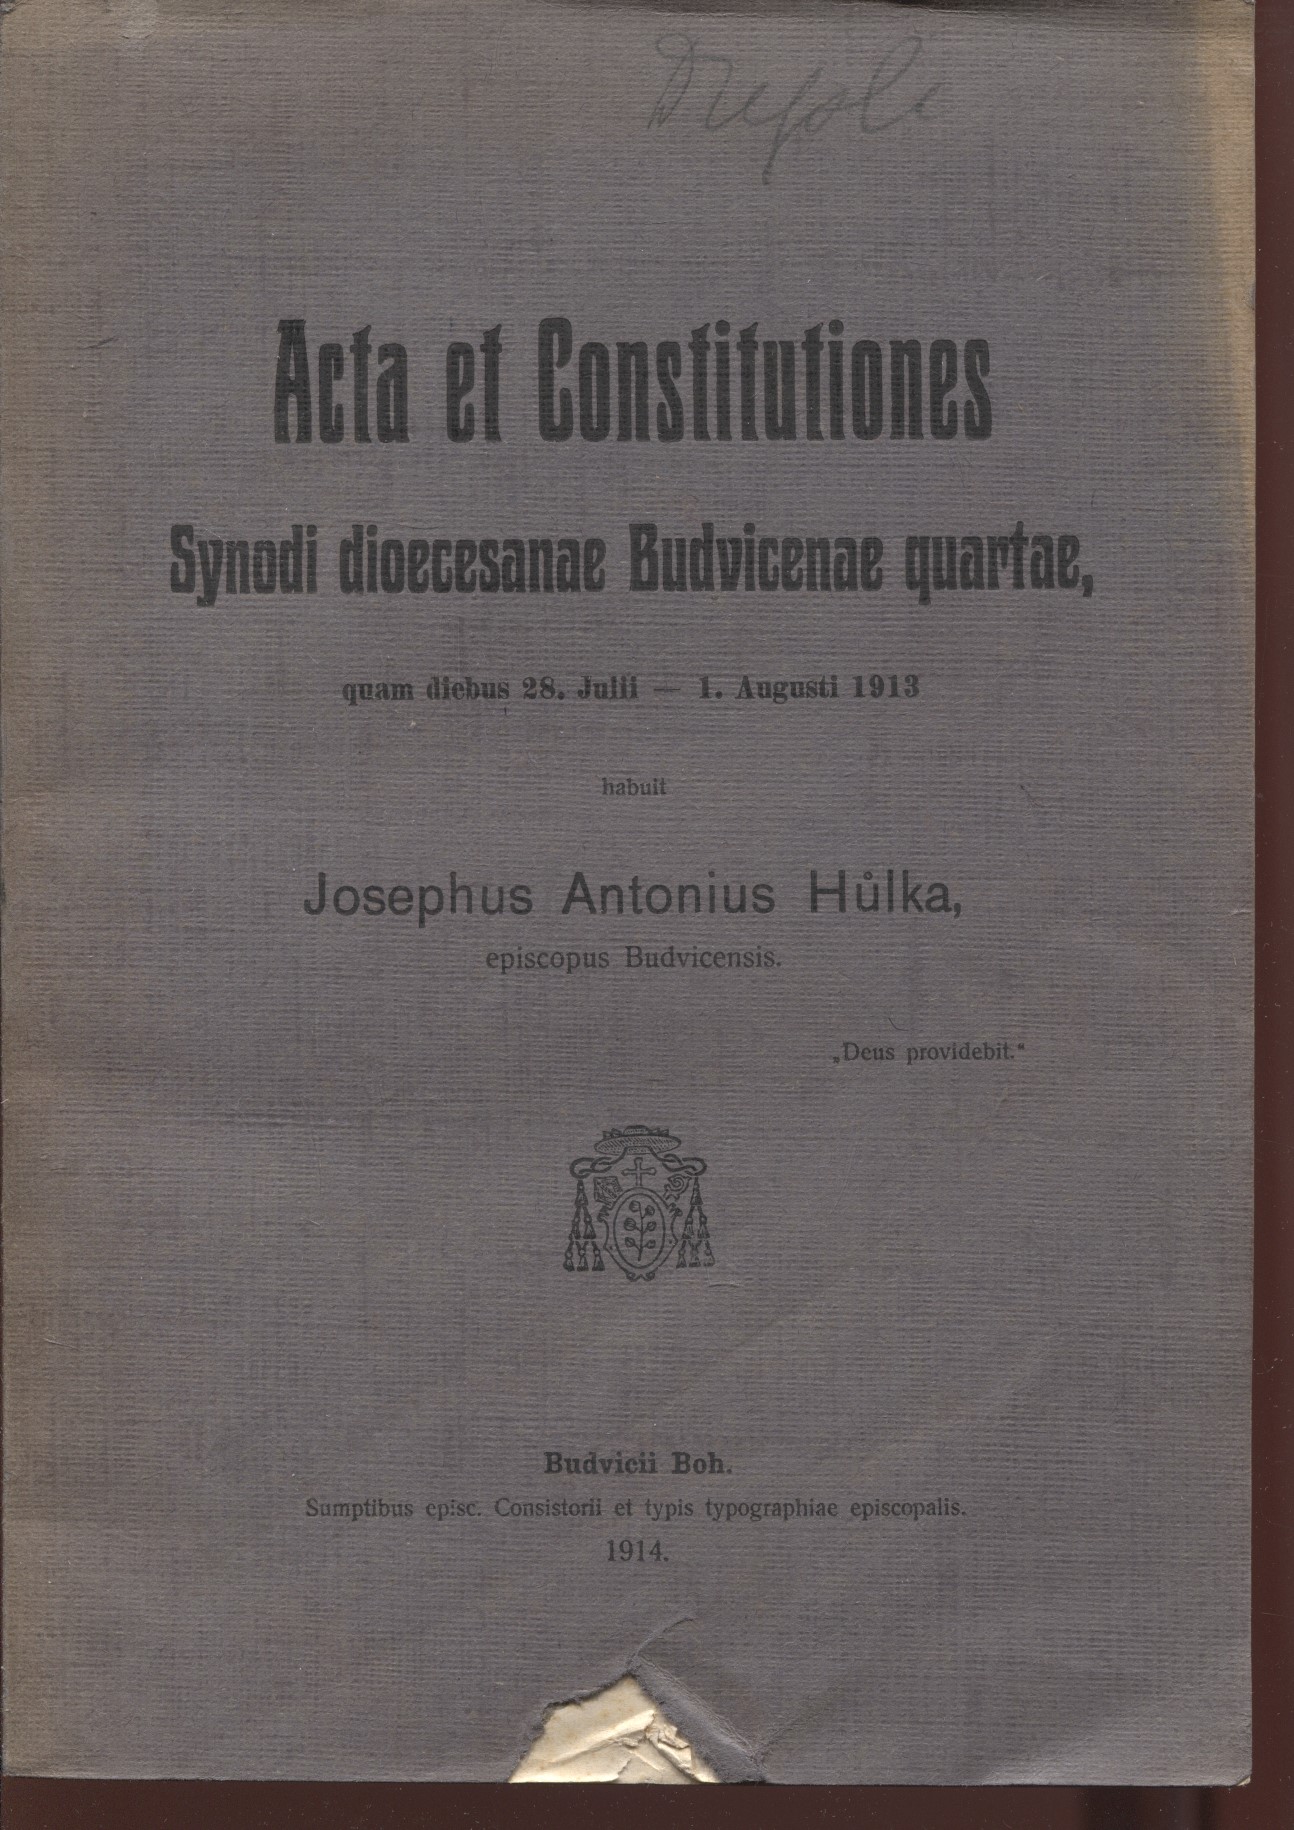 Acta et Constitutiones
Synodi dioecesanae Budvicenae quartae,
quam diebus 28. Julii — 1. Augusti 1913
habuit
Josephus Antonius Hůlka,
episcopus Budvicensis.
„Deus providebit.“
Budvicii Boh.
Sumptibus episc. Consistorii et typis typographiae episcopalis.
1914.